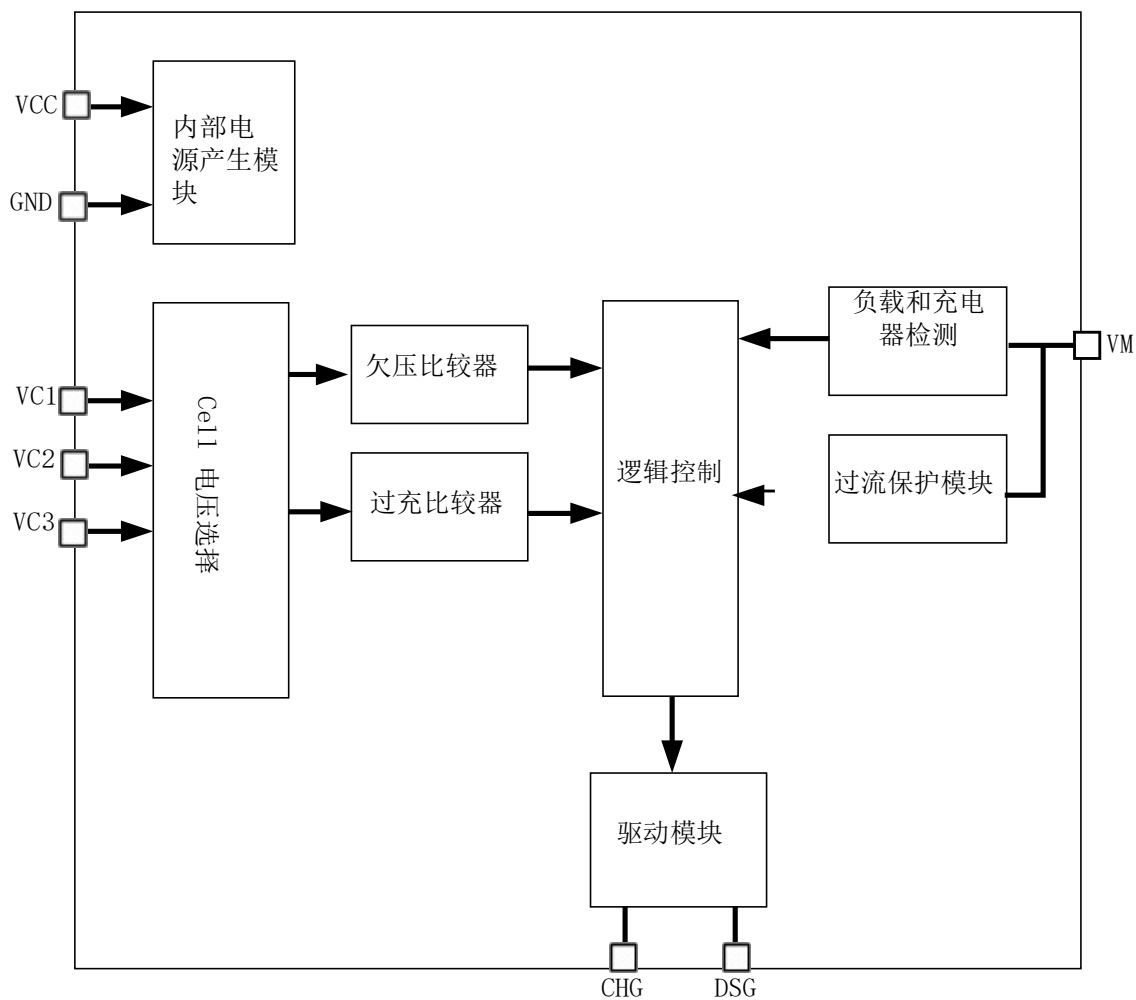 VCC
内部电
源产生模
块
GND
负载和充电
器检测
VM
欠压比较器
VC1
Cell 电压选择
VC2
逻辑控制
过流保护模块
过充比较器
VC3
驱动模块
CHG
DSG